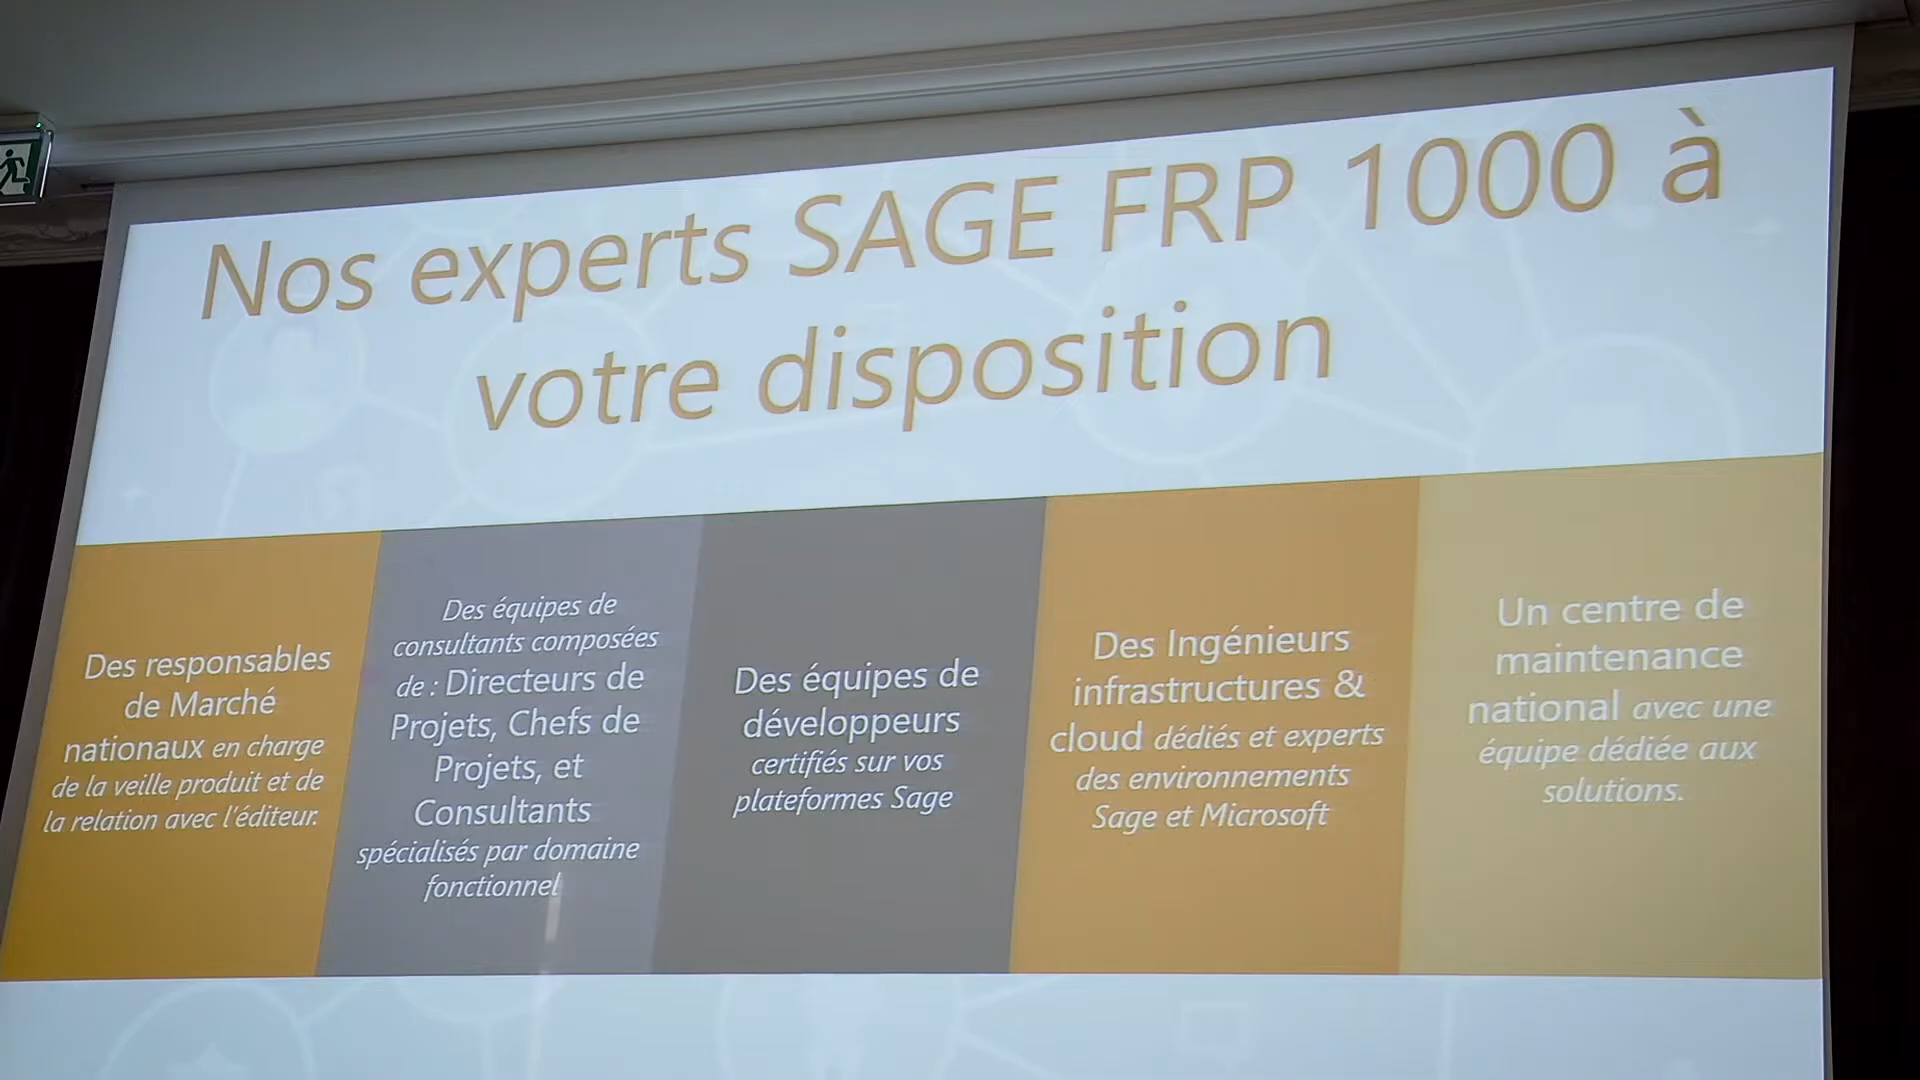 Nos experts SAGE FRP 1000 à
votre disposition
Des responsables
de Marché
nationaux en charge
de la veille produit et de
la relation avec l'éditeur.
Des équipes de
consultants composées
de : Directeurs de
Projets, Chefs de
Projets, et
Consultants
spécialisés par domaine
fonctionnel
Des équipes de
développeurs
certifiés sur vos
plateformes Sage
Des Ingénieurs
infrastructures &
cloud dédiés et experts
des environnements
Sage et Microsoft
Un centre de
maintenance
national avec une
équipe dédiée aux
solutions.